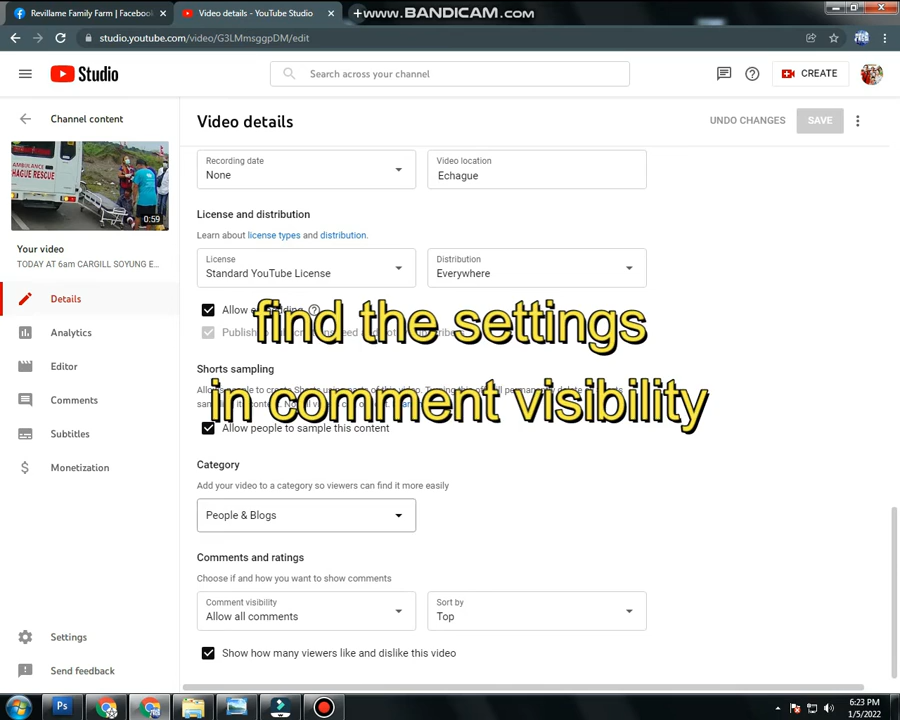 Revillame Family Farm | Facebook
Video details - YouTube Studio
www.BANDICAM.com
studio.youtube.com/video/G3LMmsggpDM/edit
Studio
Search across your channel
CREATE
Channel content
Video details
UNDO CHANGES
SAVE
AMBULANCE
HAGUE RESCUE
0:59
Your video
TODAY AT 6am CARGILL SOYUNG E...
Details
Analytics
Editor
Comments
Subtitles
Monetization
Settings
Send feedback
Recording date
None
Video location
Echague
License and distribution
Learn about license types and distribution.
License
Standard YouTube License
Distribution
Everywhere
Allow
find the settings
in comment visibility
Shorts sampling
Allow people to sample this content
Category
Add your video to a category so viewers can find it more easily
People & Blogs
Comments and ratings
Choose if and how you want to show comments
Comment visibility
Allow all comments
Sort by
Top
Show how many viewers like and dislike this video
Ps
6:23 PM
1/5/2022